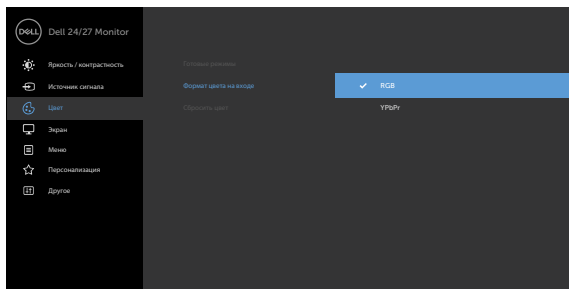 DELL
Dell 24/27 Monitor
Яркость / контрастность
Источник сигнала
Цвет
Экран
Меню
Персонализация
Другое
Готовые режимы
Формат цвета на входе
Сбросить цвет
RGB
YPbPr